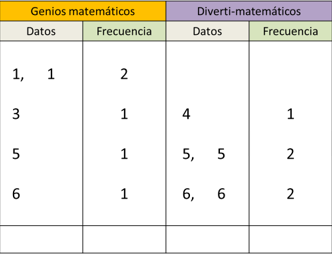 Genios matemáticos Diverti-matemáticos
Datos Frecuencia Datos Frecuencia
1, 1 2
3 1 4 1
5 1 5, 5 2
6 1 6, 6 2